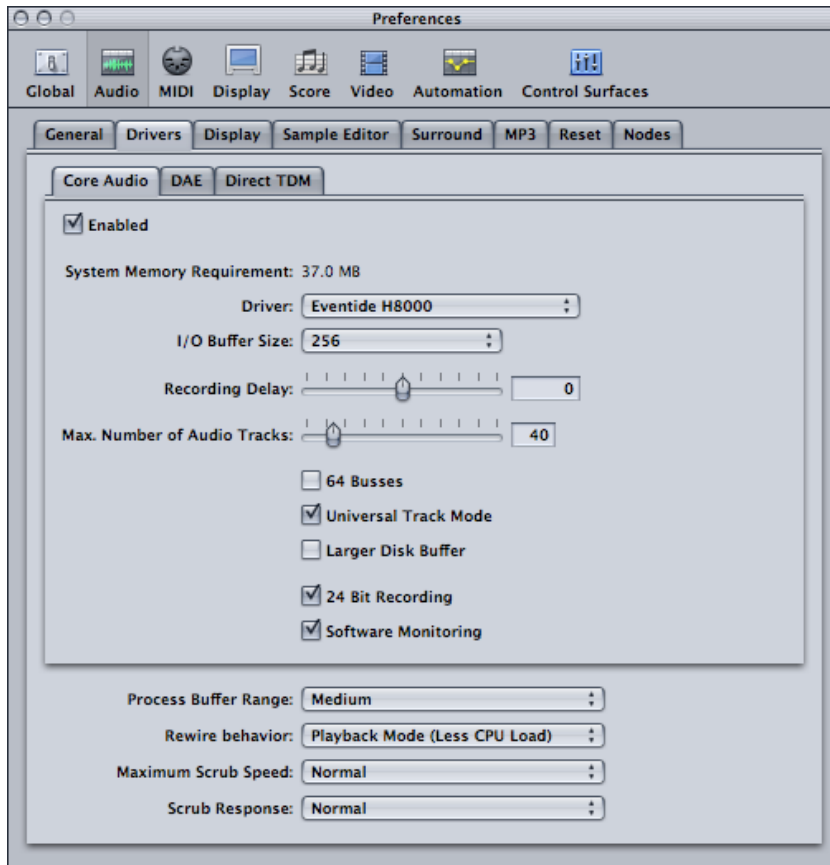 Preferences
Global Audio MIDI Display Score Video Automation Control Surfaces
General Drivers Display Sample Editor Surround MP3 Reset Nodes
Core Audio DAE Direct TDM
Enabled
System Memory Requirement: 37.0 MB
Driver: Eventide H8000
I/O Buffer Size: 256
Recording Delay: 0
Max. Number of Audio Tracks: 40
64 Busses
Universal Track Mode
Larger Disk Buffer
24 Bit Recording
Software Monitoring
Process Buffer Range: Medium
Rewire behavior: Playback Mode (Less CPU Load)
Maximum Scrub Speed: Normal
Scrub Response: Normal